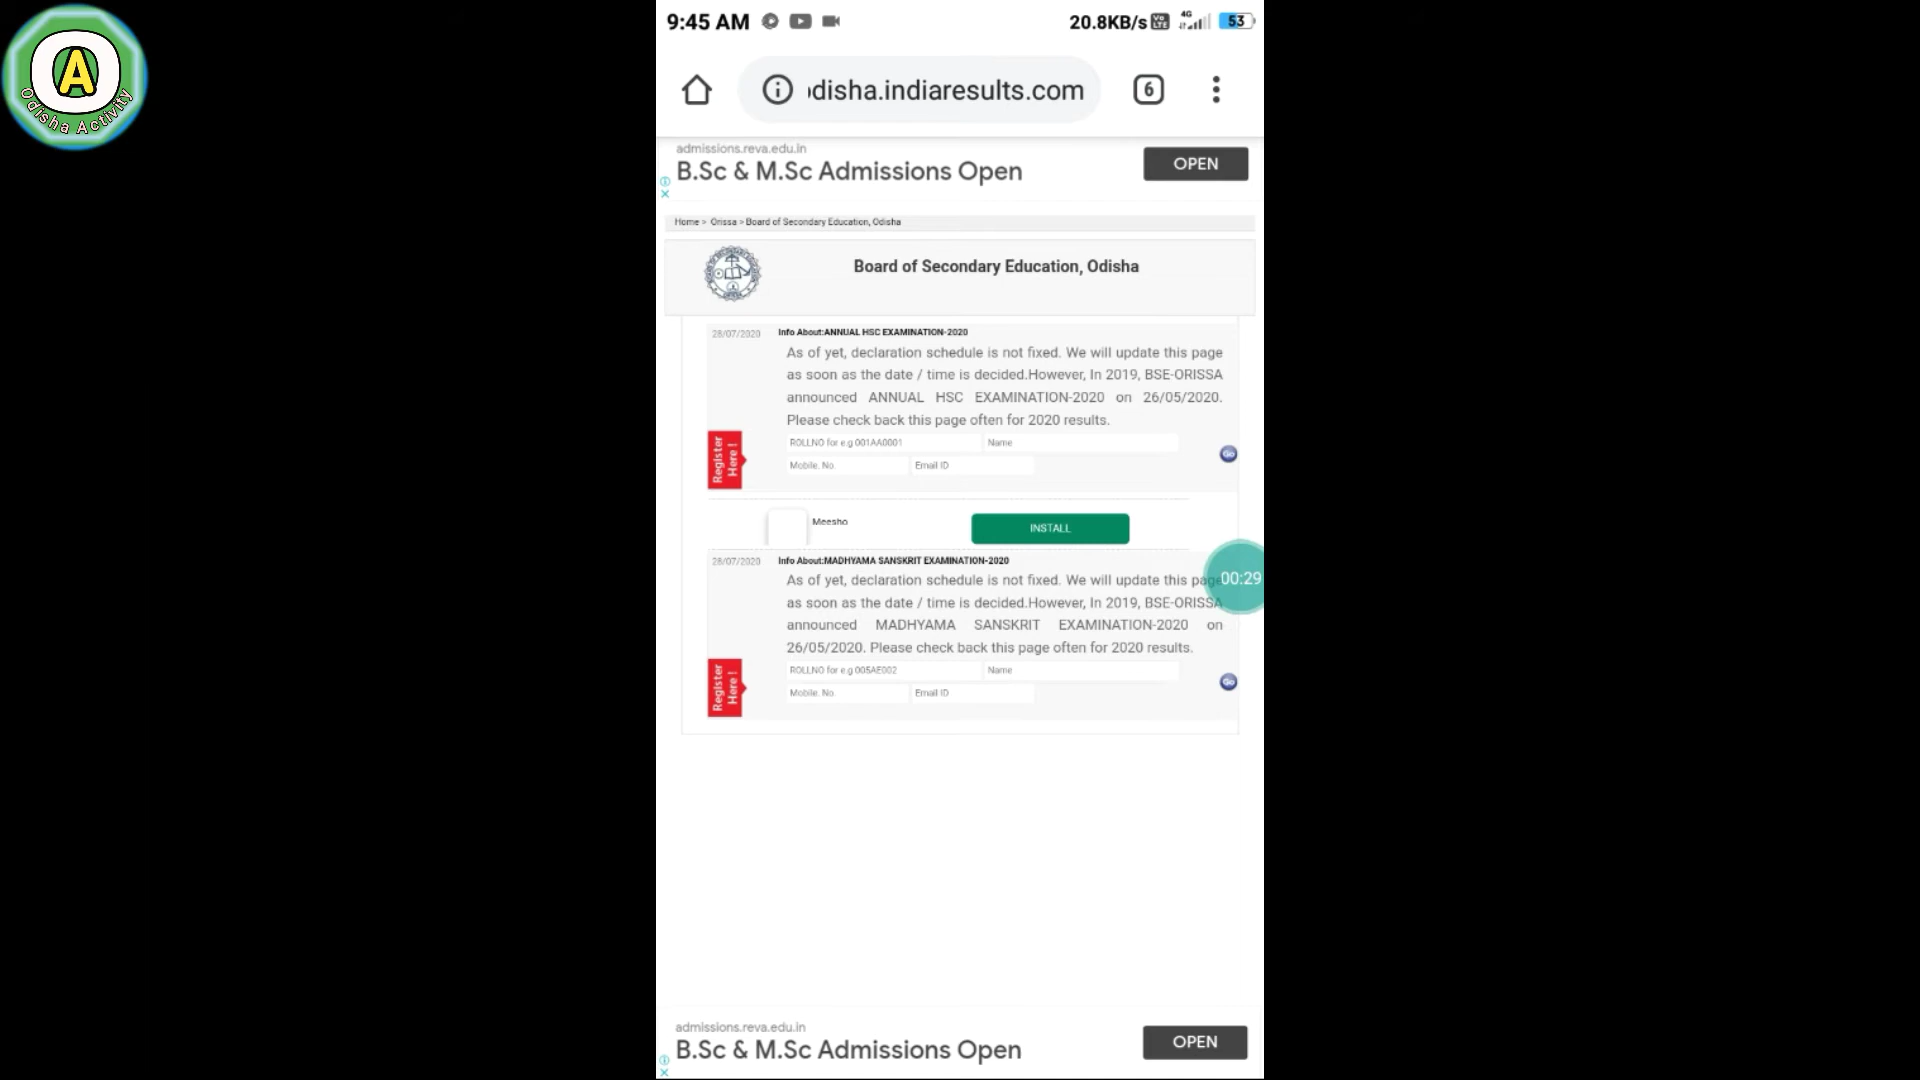 A
Odisha Activity
9:45 AM
20.8KB/s
Vo
LTE
4G
53
odisha.indiaresults.com
6
admissions.reva.edu.in
B.Sc & M.Sc Admissions Open
OPEN
Home > Orissa > Board of Secondary Education, Odisha
Board of Secondary Education, Odisha
28/07/2020
Info About:ANNUAL HSC EXAMINATION-2020
As of yet, declaration schedule is not fixed. We will update this page
as soon as the date / time is decided.However, In 2019, BSE-ORISSA
announced ANNUAL HSC EXAMINATION-2020 on 26/05/2020.
Please check back this page often for 2020 results.
Register
Here !
ROLLNO for e.g 001AA0001
Name
Go
Mobile. No.
Email ID
Meesho
INSTALL
28/07/2020
Info About:MADHYAMA SANSKRIT EXAMINATION-2020
As of yet, declaration schedule is not fixed. We will update this page
00:29
as soon as the date / time is decided.However, In 2019, BSE-ORISSA
announced MADHYAMA SANSKRIT EXAMINATION-2020 on
26/05/2020. Please check back this page often for 2020 results.
Register
Here !
ROLLNO for e.g 005AE002
Name
Go
Mobile. No.
Email ID
admissions.reva.edu.in
B.Sc & M.Sc Admissions Open
OPEN